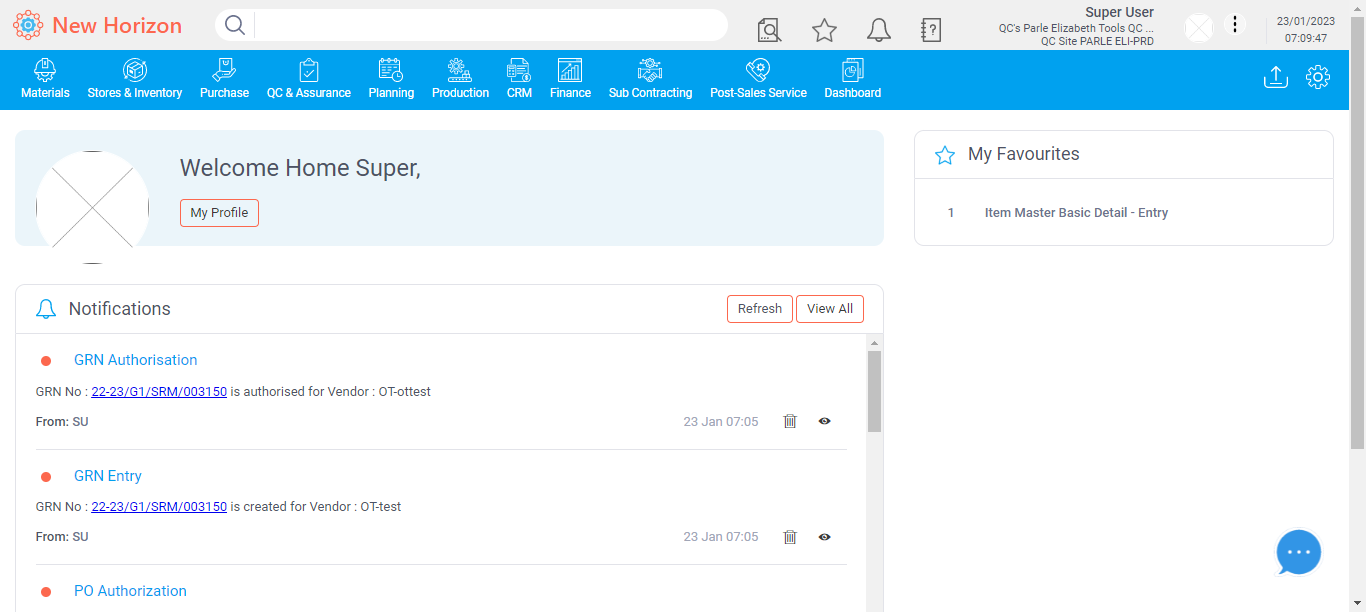 New Horizon
Super User
QC's Parle Elizabeth Tools QC ...
QC Site PARLE ELI-PRD
23/01/2023
07:09:47
Materials
Stores & Inventory
Purchase
QC & Assurance
Planning
Production
CRM
Finance
Sub Contracting
Post-Sales Service
Dashboard
Welcome Home Super,
My Profile
My Favourites
1 Item Master Basic Detail - Entry
Notifications
Refresh
View All
GRN Authorisation
GRN No : 22-23/G1/SRM/003150 is authorised for Vendor : OT-ottest
From: SU 23 Jan 07:05
GRN Entry
GRN No : 22-23/G1/SRM/003150 is created for Vendor : OT-test
From: SU 23 Jan 07:05
PO Authorization